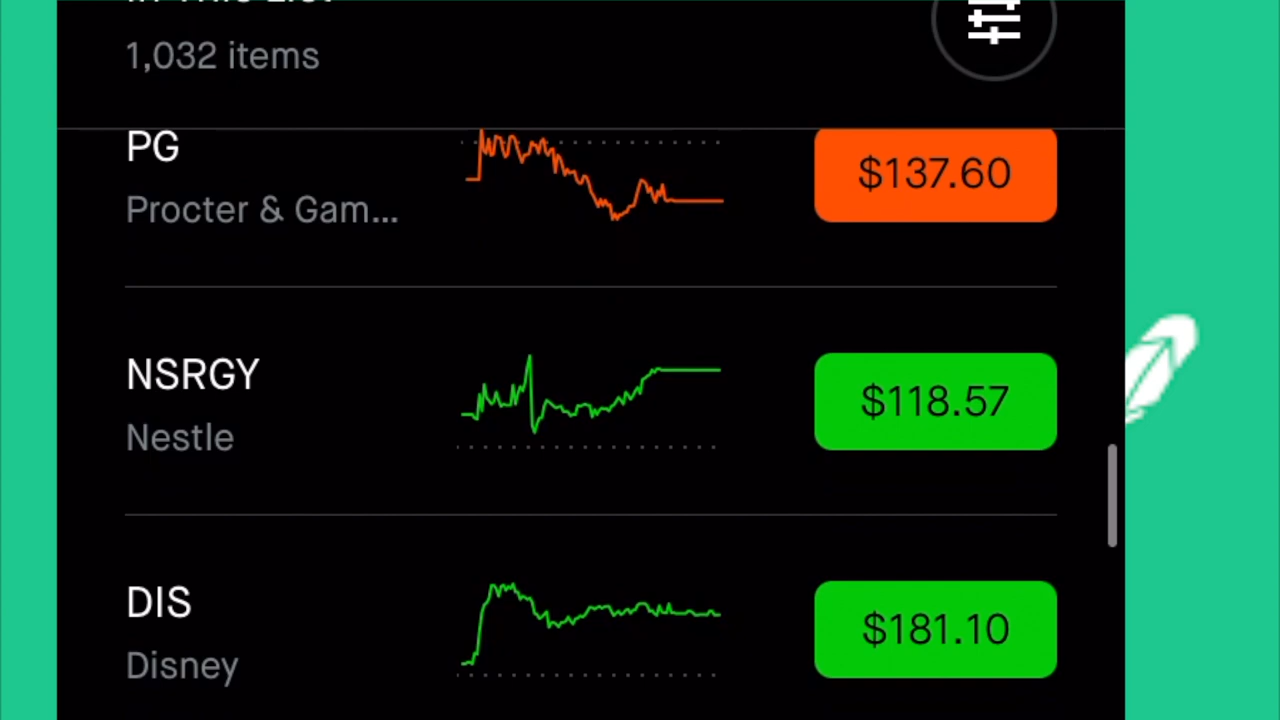 1,032 items
PG
$137.60
Procter & Gam...
NSRGY
$118.57
Nestle
DIS
$181.10
Disney